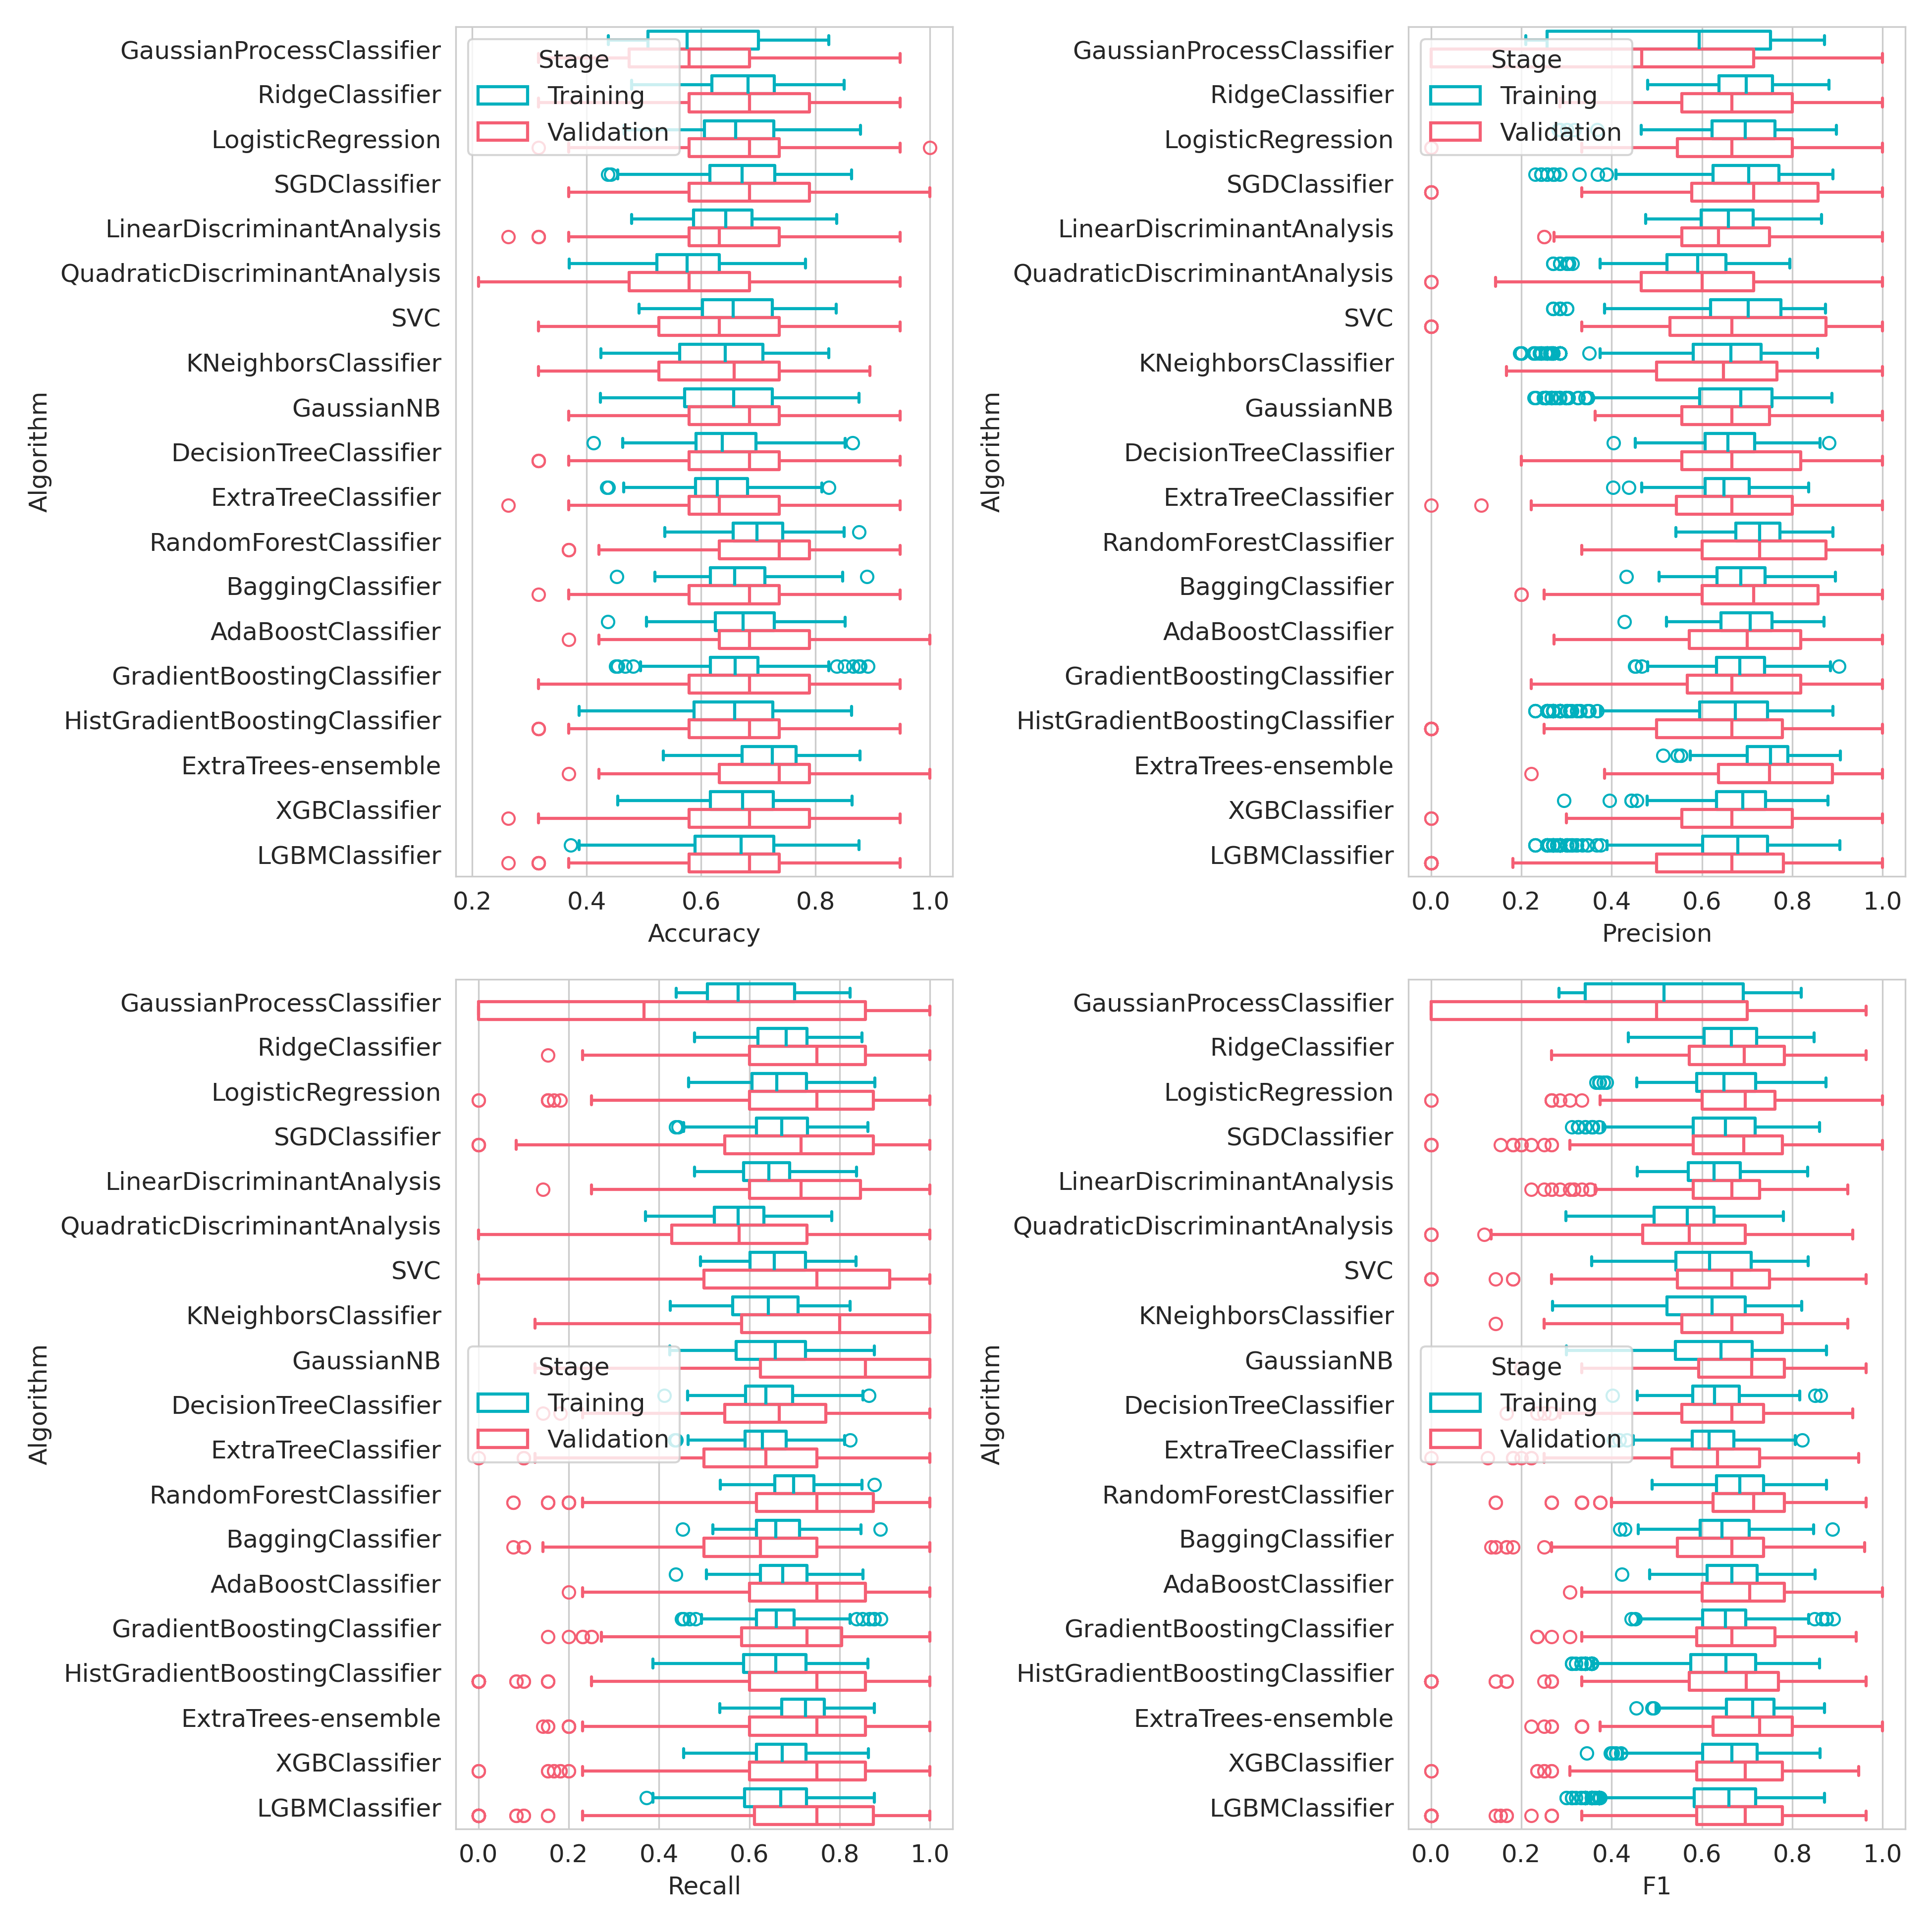 GaussianProcessClassifier
RidgeClassifier
LogisticRegression
SGDClassifier
LinearDiscriminantAnalysis
QuadraticDiscriminantAnalysis
SVC
KNeighborsClassifier
GaussianNB
DecisionTreeClassifier
ExtraTreeClassifier
RandomForestClassifier
BaggingClassifier
AdaBoostClassifier
GradientBoostingClassifier
HistGradientBoostingClassifier
ExtraTrees-ensemble
XGBClassifier
LGBMClassifier
Algorithm
Stage
Training
Validation
0.2 0.4 0.6 0.8 1.0
Accuracy
GaussianProcessClassifier
RidgeClassifier
LogisticRegression
SGDClassifier
LinearDiscriminantAnalysis
QuadraticDiscriminantAnalysis
SVC
KNeighborsClassifier
GaussianNB
DecisionTreeClassifier
ExtraTreeClassifier
RandomForestClassifier
BaggingClassifier
AdaBoostClassifier
GradientBoostingClassifier
HistGradientBoostingClassifier
ExtraTrees-ensemble
XGBClassifier
LGBMClassifier
Algorithm
Stage
Training
Validation
0.0 0.2 0.4 0.6 0.8 1.0
Precision
GaussianProcessClassifier
RidgeClassifier
LogisticRegression
SGDClassifier
LinearDiscriminantAnalysis
QuadraticDiscriminantAnalysis
SVC
KNeighborsClassifier
GaussianNB
DecisionTreeClassifier
ExtraTreeClassifier
RandomForestClassifier
BaggingClassifier
AdaBoostClassifier
GradientBoostingClassifier
HistGradientBoostingClassifier
ExtraTrees-ensemble
XGBClassifier
LGBMClassifier
Algorithm
Stage
Training
Validation
0.0 0.2 0.4 0.6 0.8 1.0
Recall
GaussianProcessClassifier
RidgeClassifier
LogisticRegression
SGDClassifier
LinearDiscriminantAnalysis
QuadraticDiscriminantAnalysis
SVC
KNeighborsClassifier
GaussianNB
DecisionTreeClassifier
ExtraTreeClassifier
RandomForestClassifier
BaggingClassifier
AdaBoostClassifier
GradientBoostingClassifier
HistGradientBoostingClassifier
ExtraTrees-ensemble
XGBClassifier
LGBMClassifier
Algorithm
Stage
Training
Validation
0.0 0.2 0.4 0.6 0.8 1.0
F1